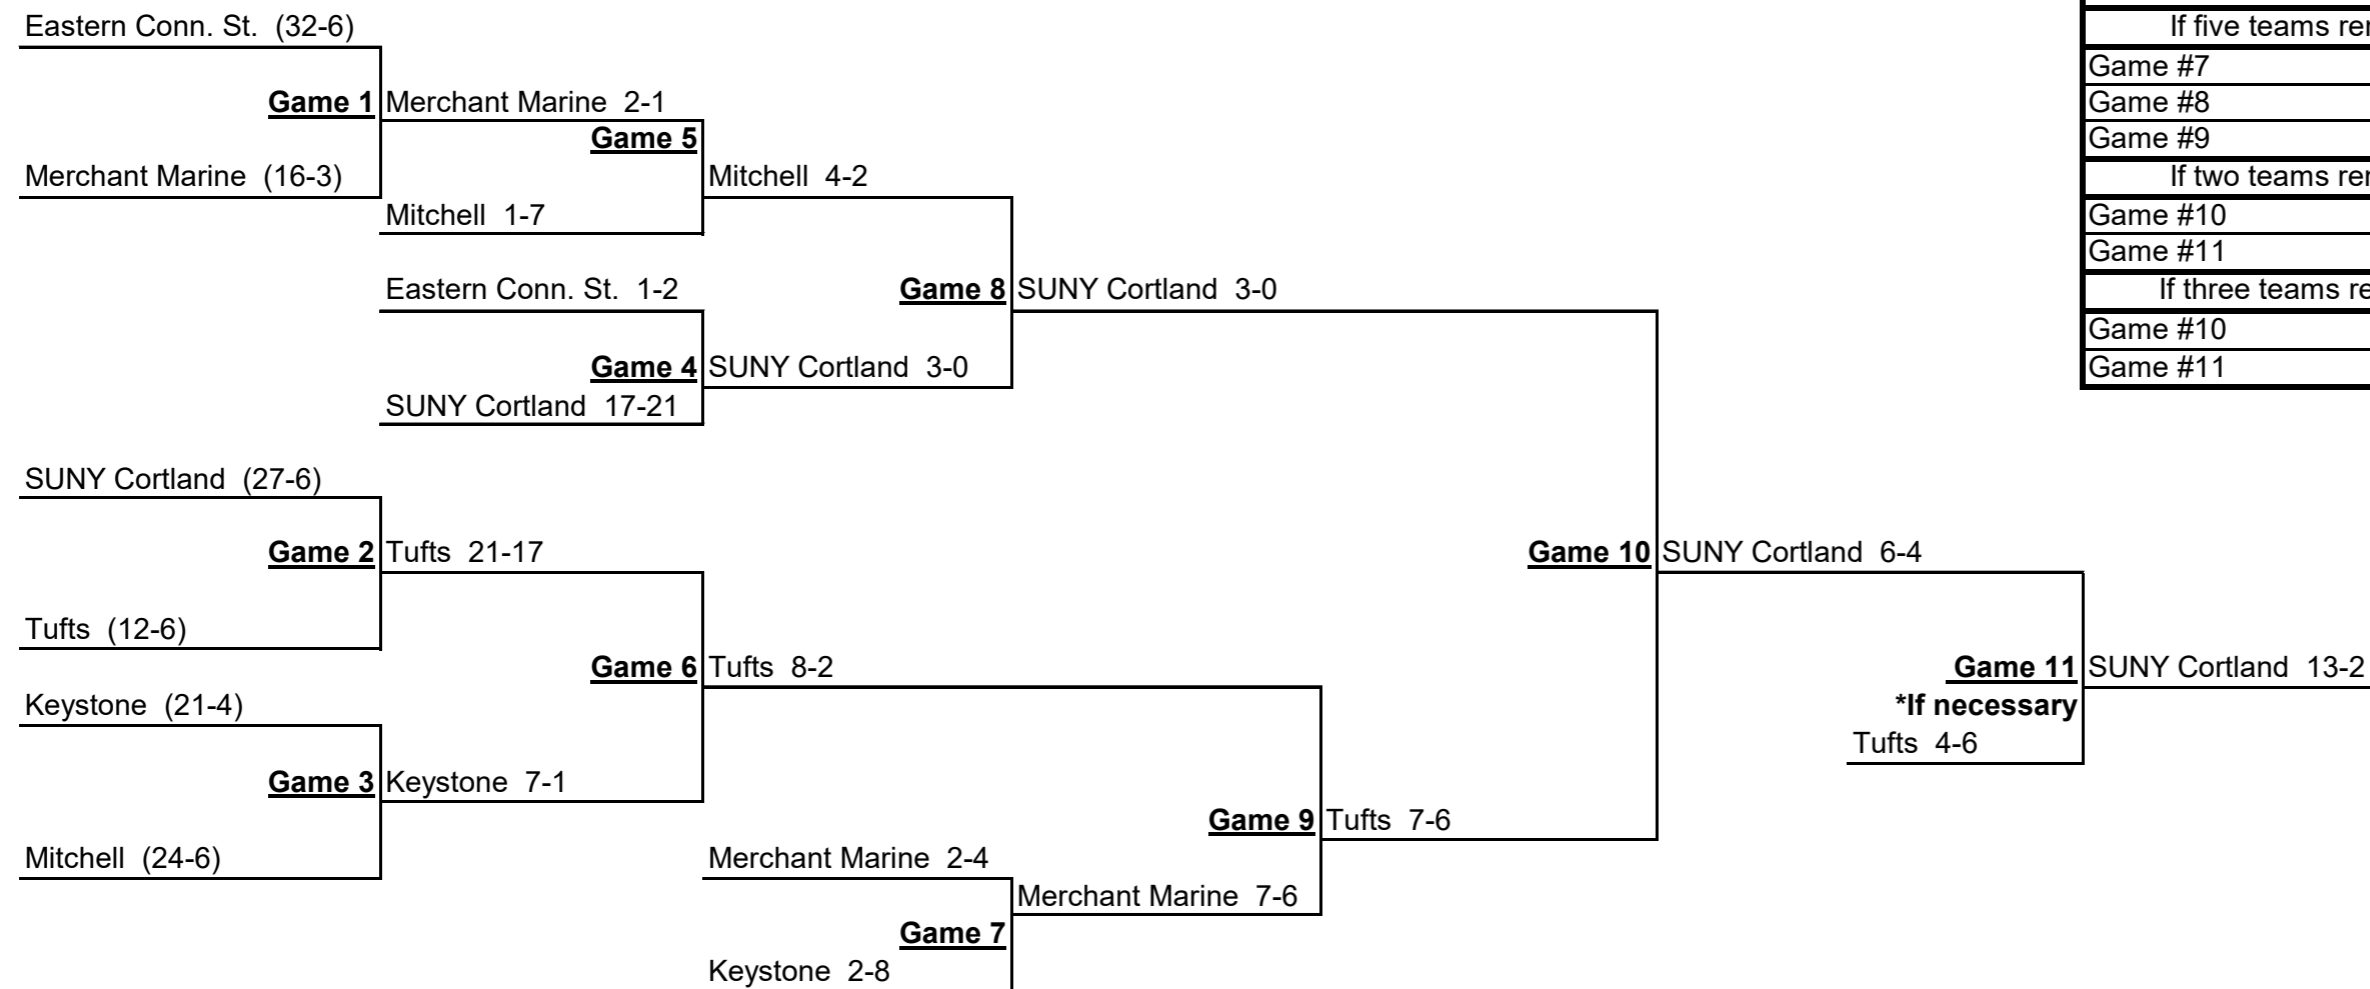 Eastern Conn. St. (32-6)
Game 1
Merchant Marine 2-1
Game 5
Merchant Marine (16-3)
Mitchell 4-2
Mitchell 1-7
Eastern Conn. St. 1-2
Game 8
SUNY Cortland 3-0
Game 4
SUNY Cortland 3-0
SUNY Cortland 17-21
SUNY Cortland (27-6)
Game 2
Tufts 21-17
Game 10
SUNY Cortland 6-4
Tufts (12-6)
Game 6
Tufts 8-2
Game 11
SUNY Cortland 13-2
Keystone (21-4)
*If necessary
Tufts 4-6
Game 3
Keystone 7-1
Game 9
Tufts 7-6
Mitchell (24-6)
Merchant Marine 2-4
Merchant Marine 7-6
Game 7
Keystone 2-8
If five teams
Game #7
Game #8
Game #9
If two teams
Game #10
Game #11
If three teams
Game #10
Game #11